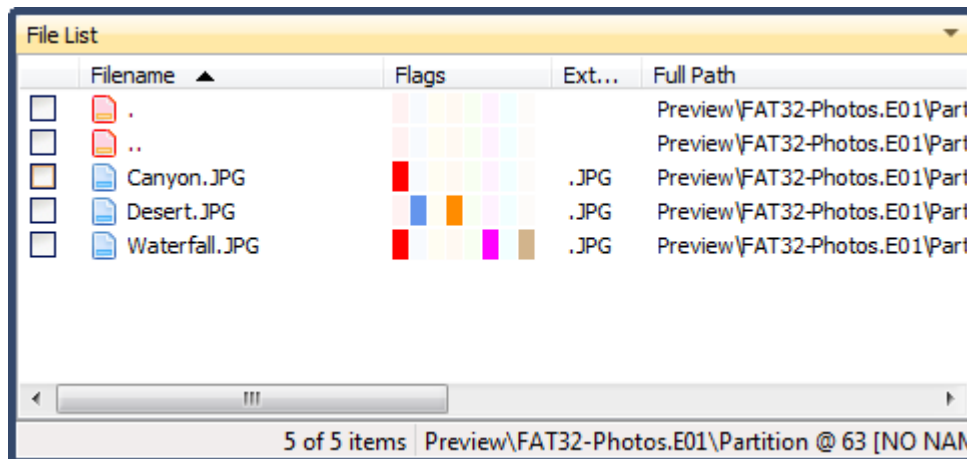 File List
Filename Flags Ext... Full Path
. Preview\FAT32-Photos.E01\Part
.. Preview\FAT32-Photos.E01\Part
Canyon.JPG .JPG Preview\FAT32-Photos.E01\Part
Desert.JPG .JPG Preview\FAT32-Photos.E01\Part
Waterfall.JPG .JPG Preview\FAT32-Photos.E01\Part
5 of 5 items Preview\FAT32-Photos.E01\Partition @ 63 [NO NAM